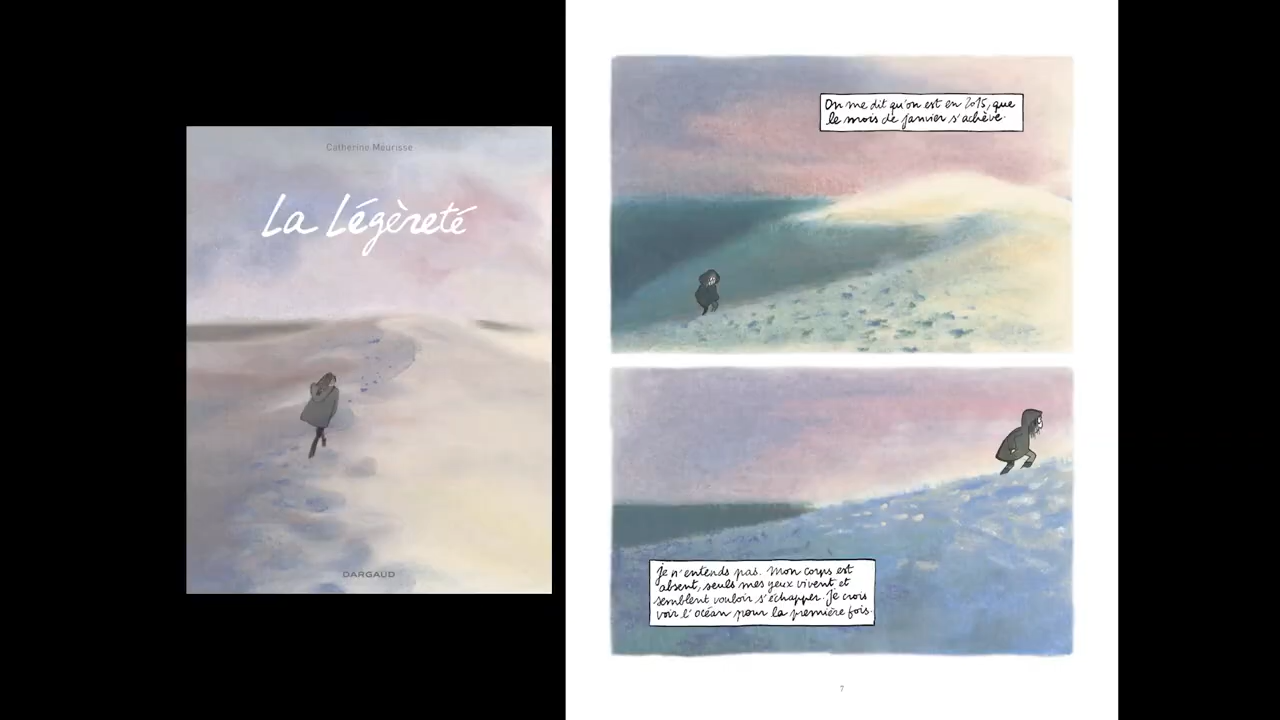 Catherine Meurisse
La Légèreté
DARGAUD
On me dit qu'on est en 2015, que
le mois de janvier s'achève.
Je n'entends pas. Mon corps est
absent, seuls mes yeux vivent et
semblent vouloir s'échapper. Je crois
voir l'océan pour la première fois.
7